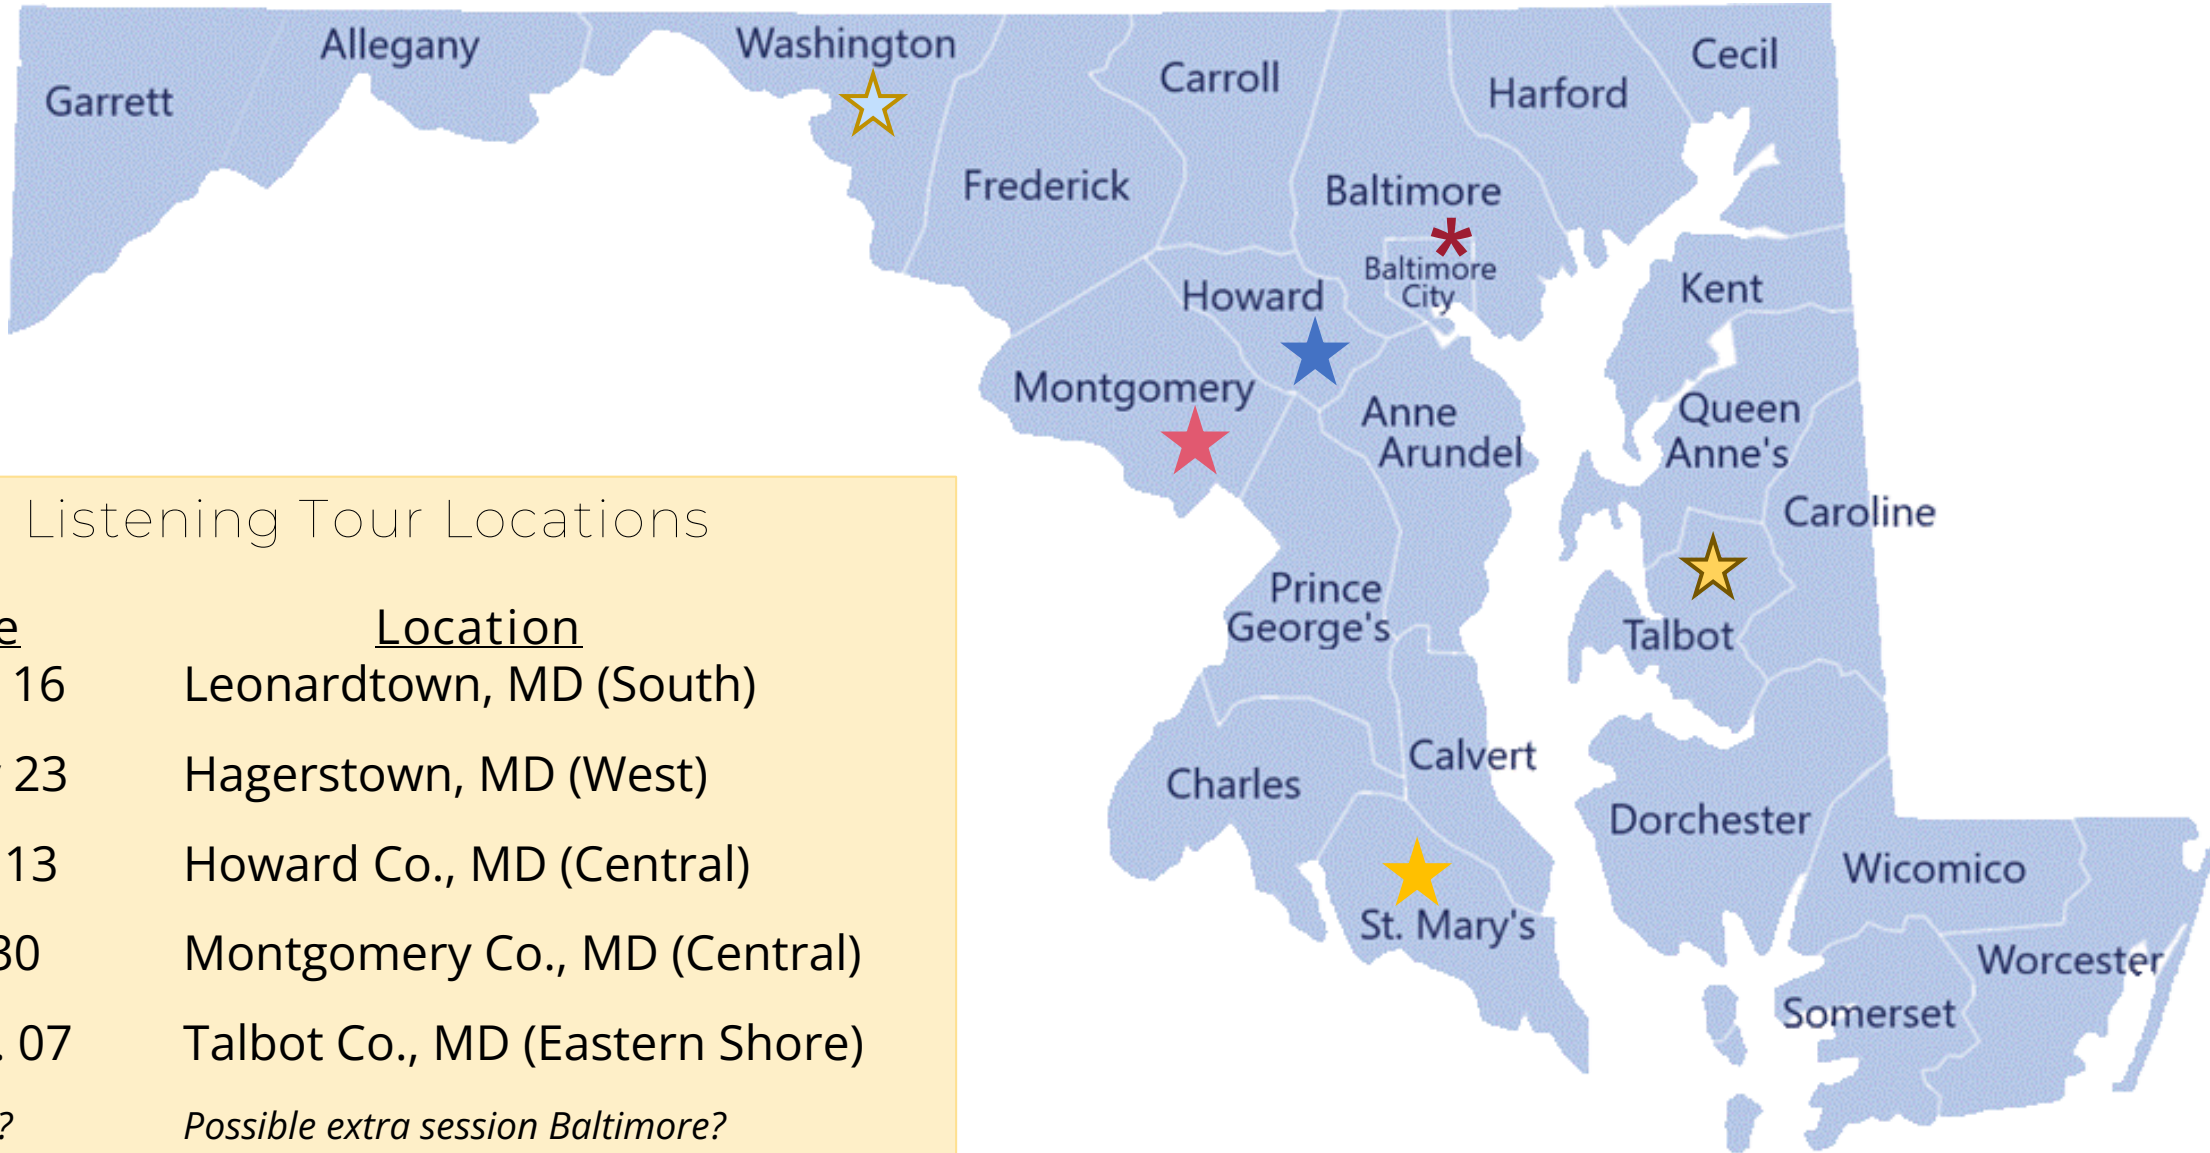 Garrett
Allegany
Washington
Frederick
Carroll
Baltimore
*
Baltimore
City
Harford
Cecil
Howard
Montgomery
Anne
Arundel
Kent
Queen
Anne's
Caroline
Talbot
Prince
George's
Charles
Calvert
St. Mary's
Dorchester
Wicomico
Worcester
Somerset
Listening Tour Locations
e Location
16 Leonardtown, MD (South)
23 Hagerstown, MD (West)
13 Howard Co., MD (Central)
30 Montgomery Co., MD (Central)
. 07 Talbot Co., MD (Eastern Shore)
? Possible extra session Baltimore?